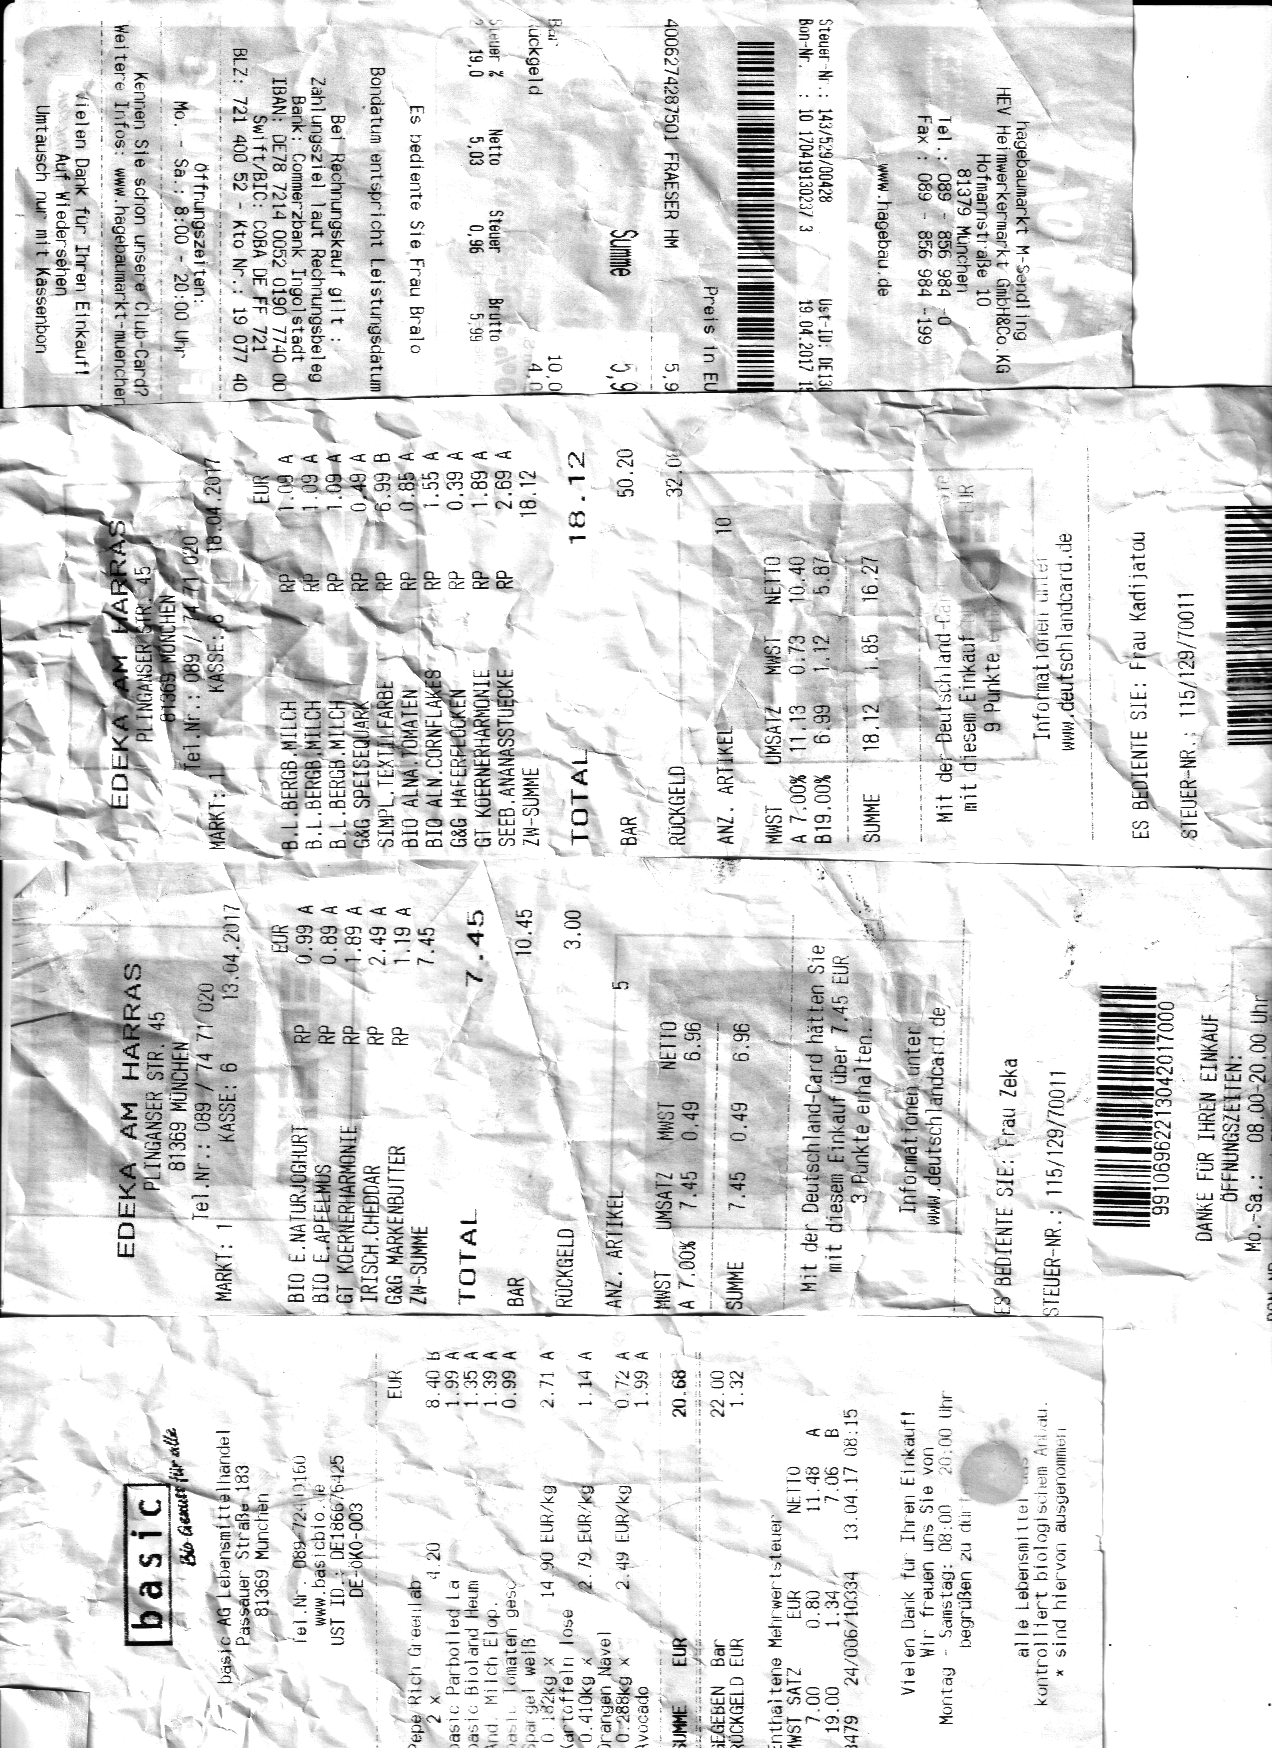 hagebaumarkt M-Sendling
HEV Heimwerkermarkt GmbH&Co.KG
Hofmannstraße 10
81379 München
Tel.: 089 - 856 984 -0
Fax : 089 - 856 984 -199
www.hagebau.de
Steuer-Nr.: 143/529/00428 Ust-ID: DE13
Bon-Nr. : 10 170419130237 3 19.04.2017
Preis in EU
4006274287501 FRAESER HM 5,9
Summe 5,9
Bar 10,0
Rückgeld 4,0
Steuer % Netto Steuer Brutto
19,0 5,03 0,96 5,99
Es bediente Sie Frau Bralo
Bondatum entspricht Leistungsdatum
Bei Rechnungskauf gilt :
Zahlungsziel laut Rechnungsbeleg
Bank: Commerzbank Ingolstadt
IBAN: DE78 7214 0052 0190 7740 00
Swift/BIC: COBA DE FF 721
BLZ: 721 400 52 - Kto Nr.: 19 077 40
Öffnungszeiten:
Mo. - Sa.: 8:00 - 20:00 Uhr
Kennen Sie schon unsere Club-Card?
Weitere Infos: www.hagebaumarkt-muenchen
Vielen Dank für Ihren Einkauf!
Auf Wiedersehen
Umtausch nur mit Kassenbon
EDEKA AM HARRAS
PLINGANSER STR. 45
81369 MÜNCHEN
Tel.Nr.: 089 / 74 71 020
MARKT: 1 KASSE: 6 18.04.2017
EUR
B.L.BERGB.MILCH RP 1.09 A
B.L.BERGB.MILCH RP 1.09 A
B.L.BERGB.MILCH RP 1.09 A
G&G SPEISEQUARK RP 0.49 A
SIMPL.TEXTILFARBE RP 6.99 B
BIO ALNA.TOMATEN RP 0.85 A
BIO ALN.CORNFLAKES RP 1.55 A
G&G HAFERFLOCKEN RP 0.39 A
GT KOERNERHARMONIE RP 1.89 A
SEEB.ANANASSTUECKE RP 2.69 A
ZW-SUMME 18.12
TOTAL 18.12
BAR 50.20
RÜCKGELD 32.08
ANZ. ARTIKEL 10
MWST UMSATZ MWST NETTO
A 7.00% 11.13 0.73 10.40
B19.00% 6.99 1.12 5.87
SUMME 18.12 1.85 16.27
Mit der Deutschland-Car
mit diesem Einkauf EUR
9 Punkte
Informationen unter
www.deutschlandcard.de
ES BEDIENTE SIE: Frau Kadijatou
STEUER-NR.: 115/129/70011
EDEKA AM HARRAS
PLINGANSER STR. 45
81369 MÜNCHEN
Tel.Nr.: 089 / 74 71 020
MARKT: 1 KASSE: 6 13.04.2017
EUR
BIO E.NATURJOGHURT RP 0.99 A
BIO E.APFELMUS RP 0.89 A
GT KOERNERHARMONIE RP 1.89 A
IRISCH.CHEDDAR RP 2.49 A
G&G MARKENBUTTER RP 1.19 A
ZW-SUMME 7.45
TOTAL 7.45
BAR 10.45
RÜCKGELD 3.00
ANZ. ARTIKEL 5
MWST UMSATZ MWST NETTO
A 7.00% 7.45 0.49 6.96
SUMME 7.45 0.49 6.96
Mit der Deutschland-Card hätten Sie
mit diesem Einkauf über 7.45 EUR
3 Punkte erhalten.
Informationen unter
www.deutschlandcard.de
ES BEDIENTE SIE: Frau Zeka
STEUER-NR.: 115/129/70011
9910696221304201​7000
DANKE FÜR IHREN EINKAUF
ÖFFNUNGSZEITEN:
Mo.-Sa.: 08.00-20.00 Uhr
basic
Bio-Genuss für alle
basic AG Lebensmittelhandel
Passauer Straße 183
81369 München
Tel.Nr. 089-72440160
www.basicbio.de
UST ID.: DE186676425
DE-ÖKO-003
EUR
Pepe Rich Greenlab
2 x 4.20 8.40 B
basic Parboiled La 1.99 A
basic Bioland Heum 1.35 A
And. Milch Elop. 1.39 A
basic Tomaten gesc 0.99 A
Spargel weiß
0.182kg x 14.90 EUR/kg 2.71 A
Kartoffeln lose
0.410kg x 2.79 EUR/kg 1.14 A
Orangen Navel
0.288kg x 2.49 EUR/kg 0.72 A
Avocado 1.99 A
SUMME EUR 20.68
GEGEBEN Bar 22.00
RÜCKGELD EUR 1.32
Enthaltene Mehrwertsteuer
MWST SATZ EUR NETTO
7.00 0.80 11.48 A
19.00 1.34 7.06 B
3479 24/006/10334 13.04.17 08:15
Vielen Dank für Ihren Einkauf!
Wir freuen uns Sie von
Montag - Samstag: 08:00 - 20:00 Uhr
begrüßen zu dür
alle Lebensmittel aus
kontrolliert biologischem Anbau.
* sind hiervon ausgenommen